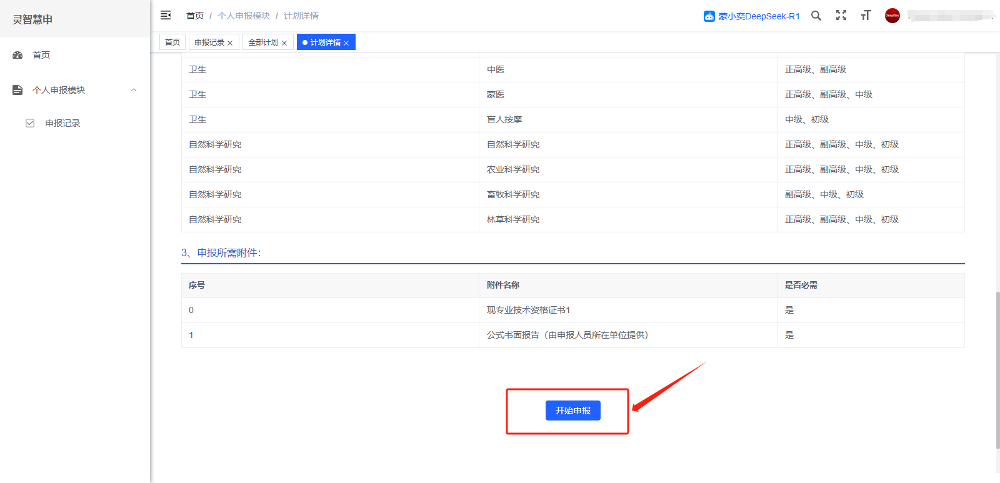 灵智慧申
首页 / 个人申报模块 / 计划详情
蒙小奕DeepSeek-R1
首页
申报记录
全部计划
计划详情
首页
个人申报模块
申报记录
卫生 中医 正高级、副高级
卫生 蒙医 正高级、副高级、中级
卫生 盲人按摩 中级、初级
自然科学研究 自然科学研究 正高级、副高级、中级、初级
自然科学研究 农业科学研究 正高级、副高级、中级、初级
自然科学研究 畜牧科学研究 副高级、中级、初级
自然科学研究 林草科学研究 正高级、副高级、中级、初级
3、申报所需附件：
序号 附件名称 是否必需
0 现专业技术资格证书1 是
1 公式书面报告（由申报人员所在单位提供） 是
开始申报